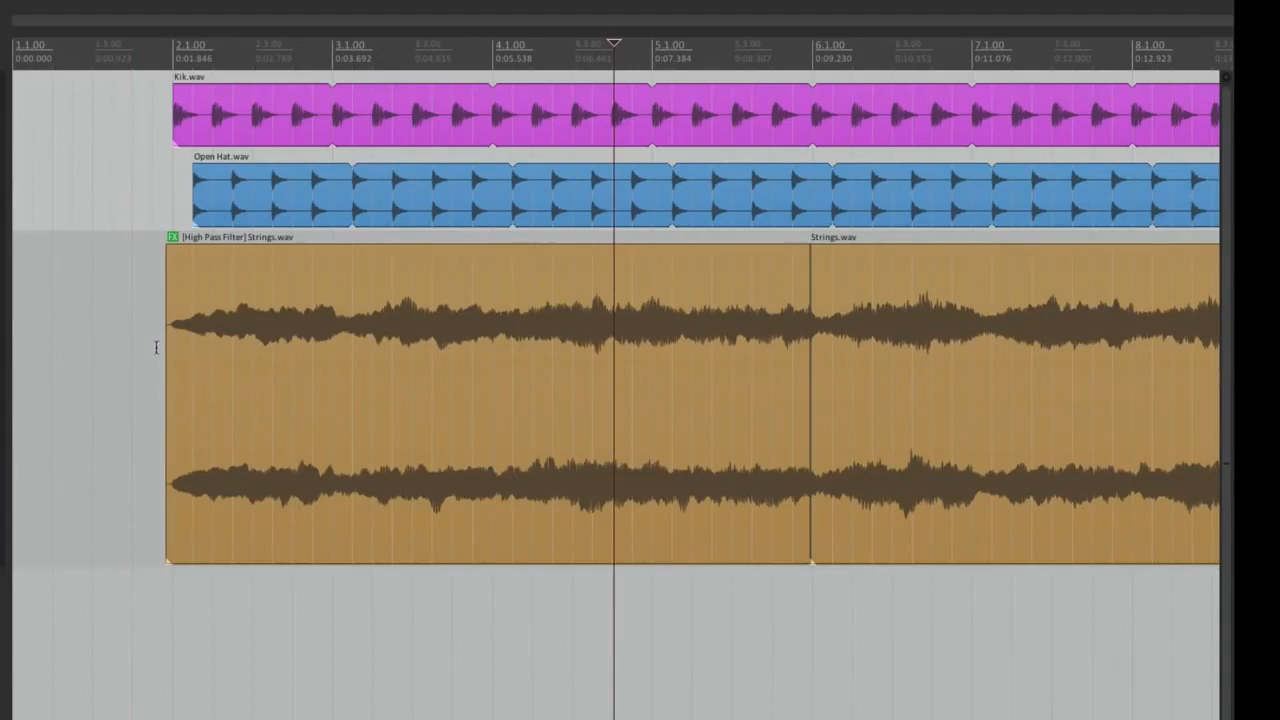 1.1.00 1.3.00 2.1.00 2.3.00 3.1.00 3.3.00 4.1.00 4.3.00 5.1.00 5.3.00 6.1.00 6.3.00 7.1.00 7.3.00 8.1.00
0:00.000 0:00.923 0:01.846 0:02.769 0:03.692 0:04.615 0:05.538 0:06.461 0:07.384 0:08.307 0:09.230 0:10.153 0:11.076 0:12.000 0:12.923
Kik.wav
Open Hat.wav
FX [High Pass Filter] Strings.wav Strings.wav